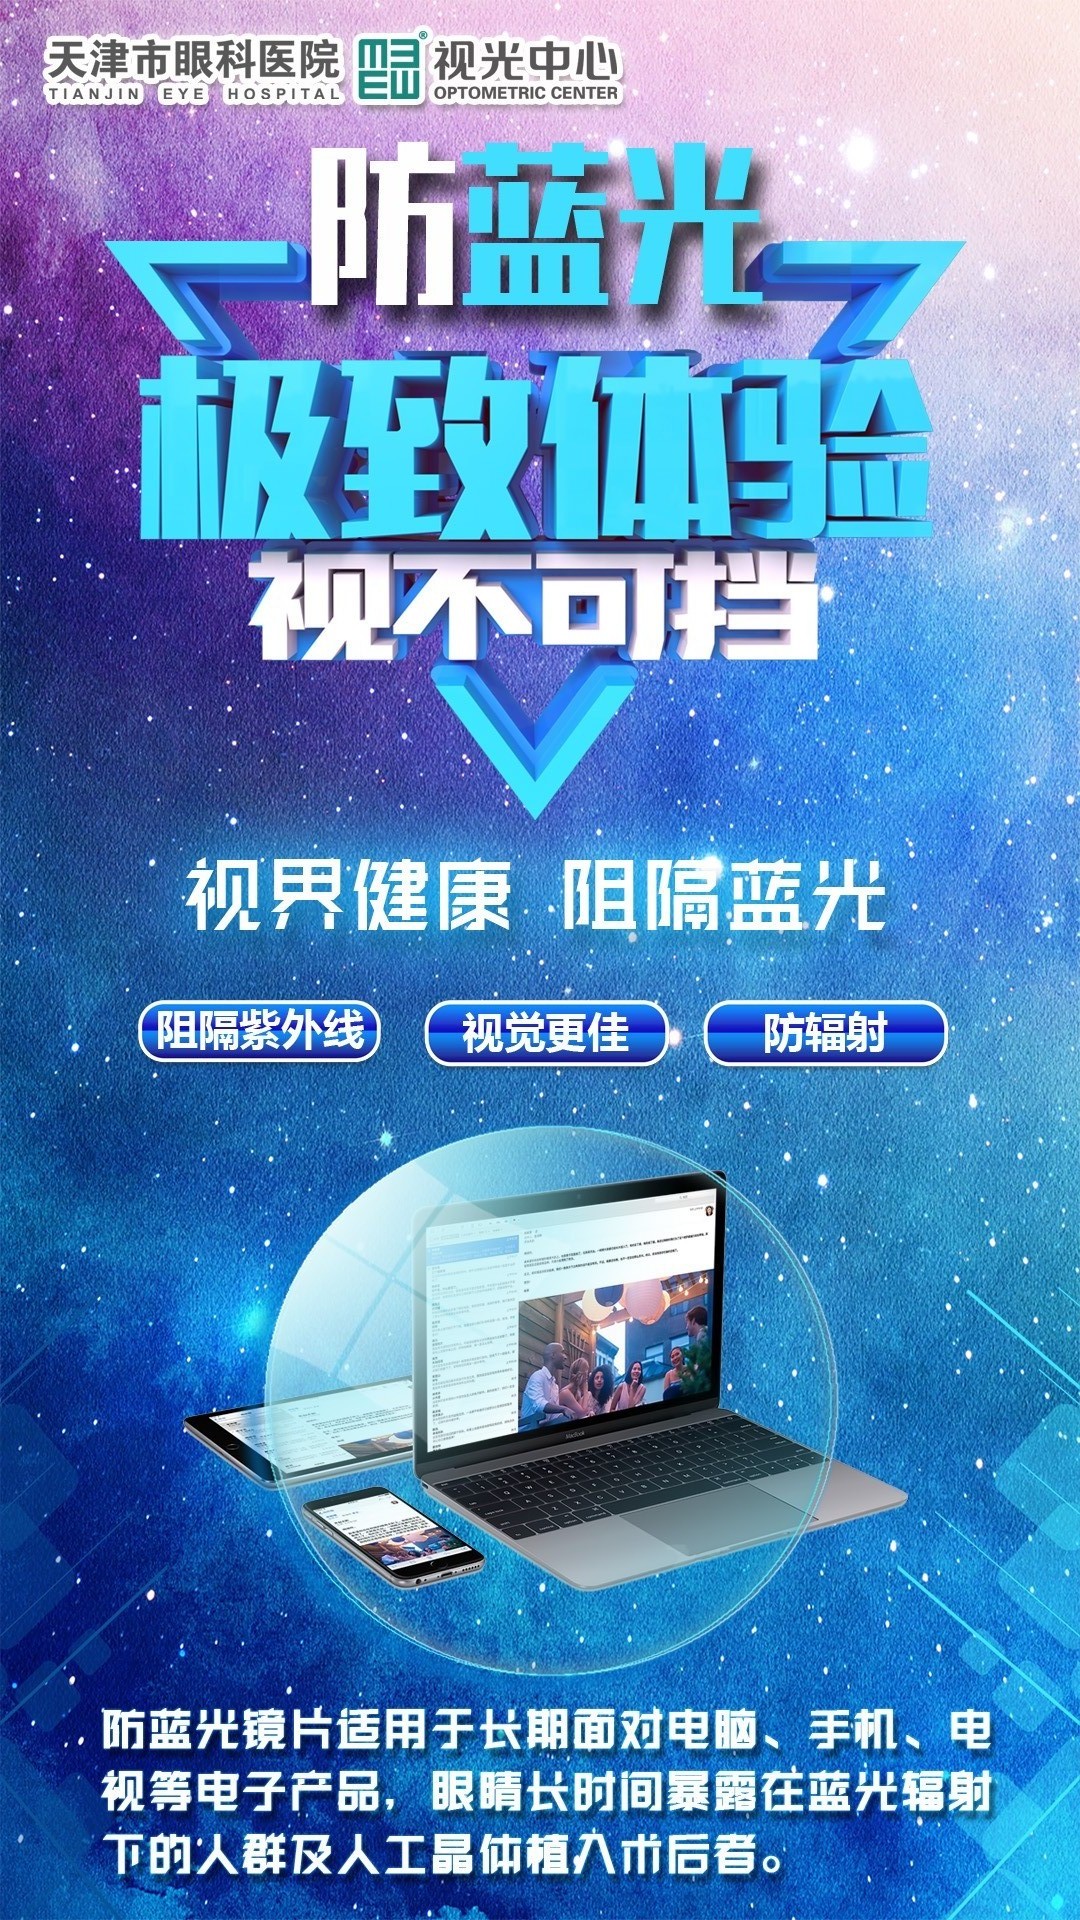 天津市眼科医院 视光中心
TIANJIN EYE HOSPITAL OPTOMETRIC CENTER
防蓝光
极致体验
视不可挡
视界健康 阻隔蓝光
阻隔紫外线 视觉更佳 防辐射
MacBook
防蓝光镜片适用于长期面对电脑、手机、电
视等电子产品，眼睛长时间暴露在蓝光辐射
下的人群及人工晶体植入术后者。